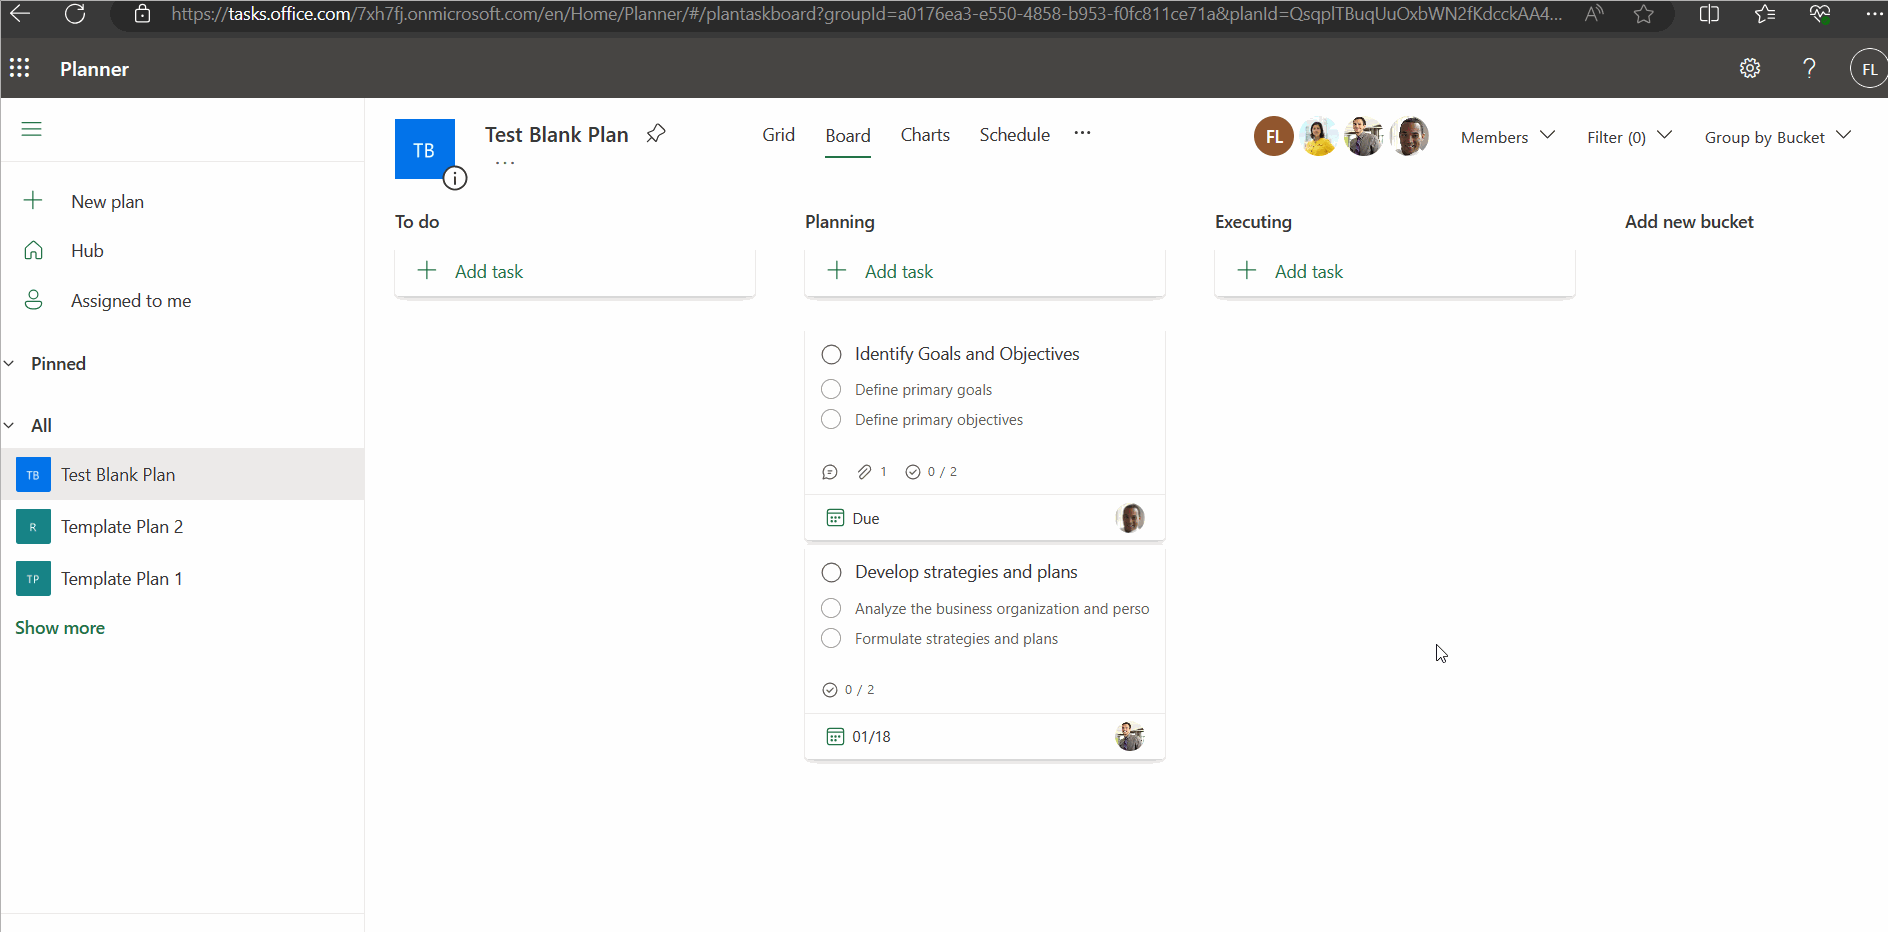 https://tasks.office.com/7xh7fj.onmicrosoft.com/en/Home/Planner/#/plantaskboard?groupId=a0176ea3-e550-4858-b953-f0fc811ce71a&planId=QsqplTBuqUuOxbWN2fKdcckAA4...
Planner
FL
TB
Test Blank Plan
Grid
Board
Charts
Schedule
FL
Members
Filter (0)
Group by Bucket
New plan
Hub
Assigned to me
Pinned
All
TB Test Blank Plan
R Template Plan 2
TP Template Plan 1
Show more
To do
Add task
Planning
Add task
Identify Goals and Objectives
Define primary goals
Define primary objectives
1 0 / 2
Due
Develop strategies and plans
Analyze the business organization and perso
Formulate strategies and plans
0 / 2
01/18
Executing
Add task
Add new bucket